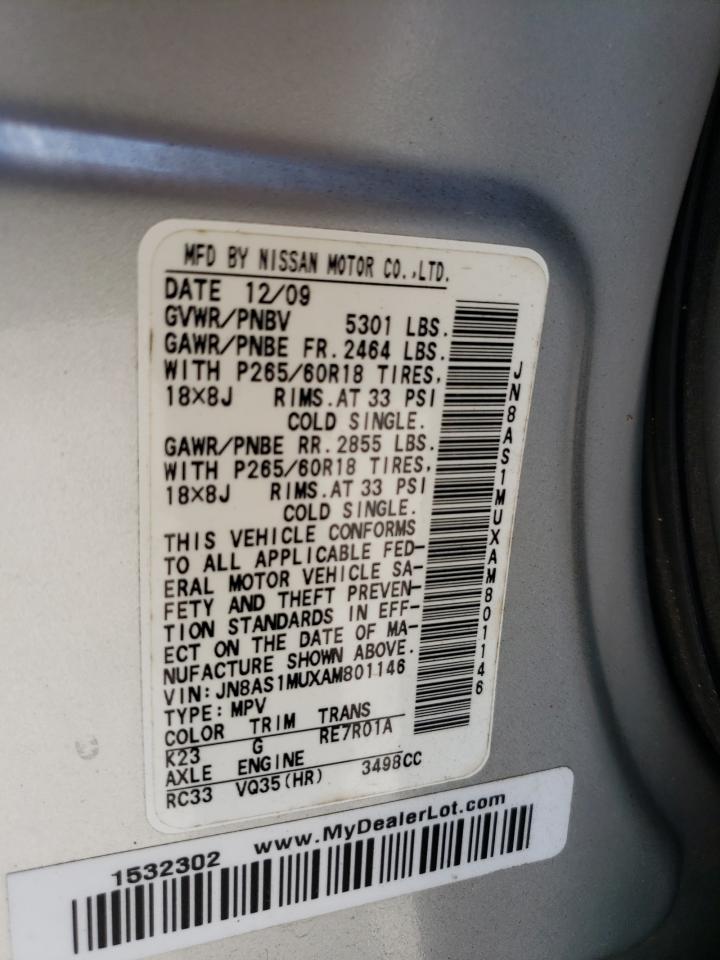 MFD BY NISSAN MOTOR CO.,LTD.
DATE 12/09
GVWR/PNBV 5301 LBS.
GAWR/PNBE FR. 2464 LBS.
WITH P265/60R18 TIRES,
18×8J RIMS.AT 33 PSI
COLD SINGLE.
GAWR/PNBE RR. 2855 LBS.
WITH P265/60R18 TIRES,
18×8J RIMS.AT 33 PSI
COLD SINGLE.
THIS VEHICLE CONFORMS
TO ALL APPLICABLE FED-
ERAL MOTOR VEHICLE SA-
FETY AND THEFT PREVEN-
TION STANDARDS IN EFF-
ECT ON THE DATE OF MA-
NUFACTURE SHOWN ABOVE.
VIN:JN8AS1MUXAM801146
TYPE:MPV
COLOR TRIM TRANS
K23 G RE7R01A
AXLE ENGINE
RC33 VQ35(HR) 3498CC
JN8AS1MUXAM801146
1532302 www.MyDealerLot.com